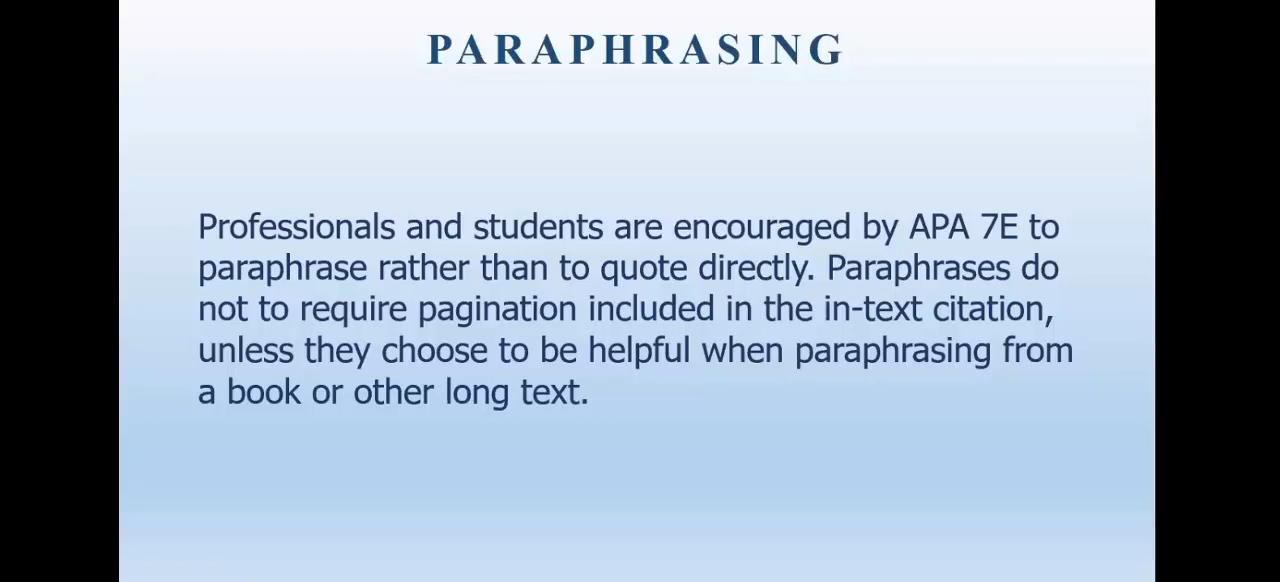 PARAPHRASING
Professionals and students are encouraged by APA 7E to
paraphrase rather than to quote directly. Paraphrases do
not to require pagination included in the in-text citation,
unless they choose to be helpful when paraphrasing from
a book or other long text.